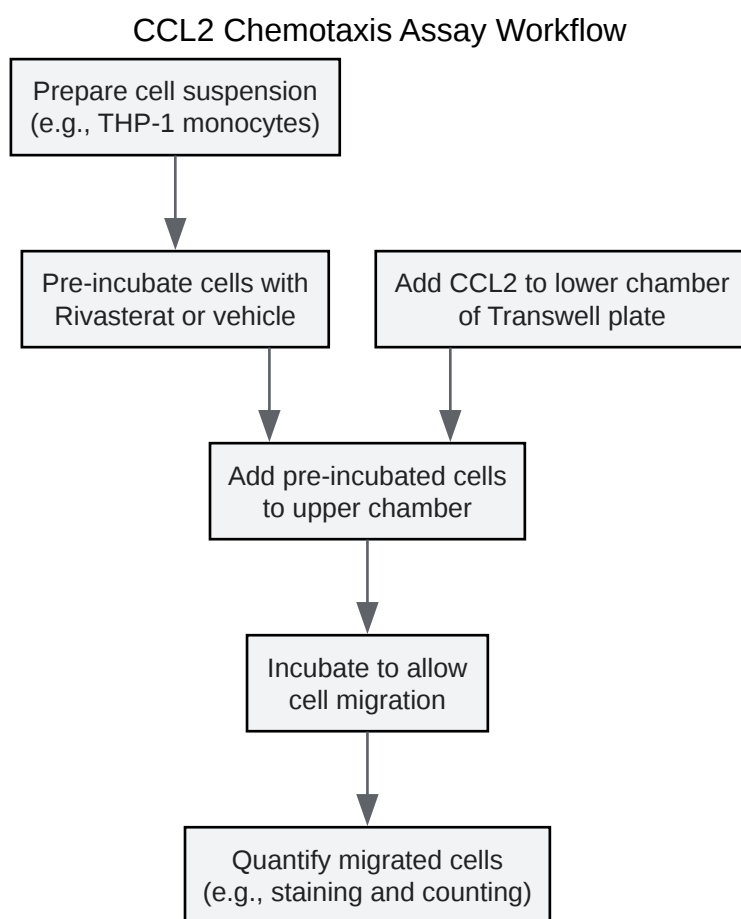 CCL2 Chemotaxis Assay Workflow
Prepare cell suspension
(e.g., THP-1 monocytes)
Pre-incubate cells with
Rivasterat or vehicle
Add CCL2 to lower chamber
of Transwell plate
Add pre-incubated cells
to upper chamber
Incubate to allow
cell migration
Quantify migrated cells
(e.g., staining and counting)